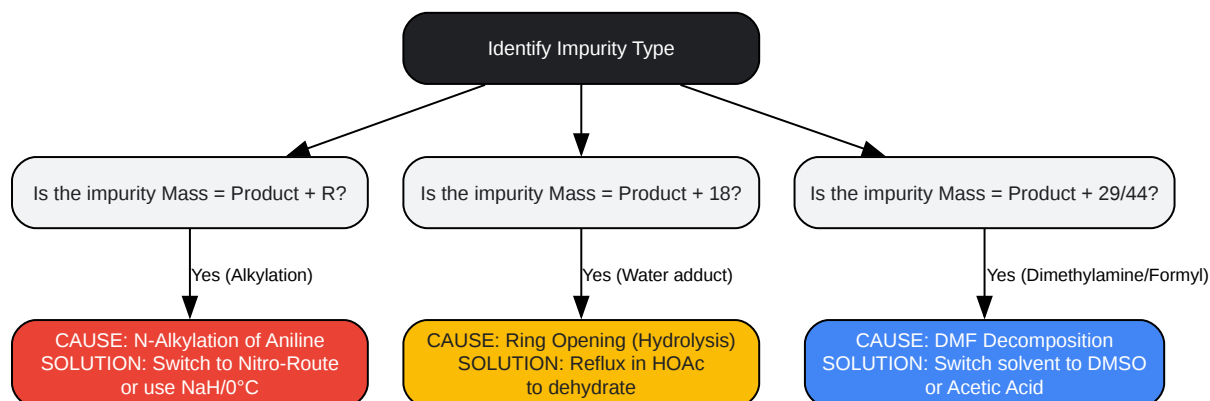 Identify Impurity Type
Is the impurity Mass = Product + R?
Is the impurity Mass = Product + 18?
Is the impurity Mass = Product + 29/44?
Yes (Alkylation)
Yes (Water adduct)
Yes (Dimethylamine/Formyl)
CAUSE: N-Alkylation of Aniline
SOLUTION: Switch to Nitro-Route
or use NaH/0°C
CAUSE: Ring Opening (Hydrolysis)
SOLUTION: Reflux in HOAc
to dehydrate
CAUSE: DMF Decomposition
SOLUTION: Switch solvent to DMSO
or Acetic Acid